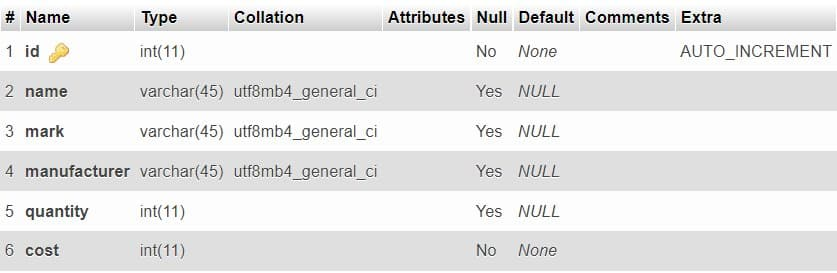 # Name Type Collation Attributes Null Default Comments Extra
1 id int(11) No None AUTO_INCREMENT
2 name varchar(45) utf8mb4_general_ci Yes NULL
3 mark varchar(45) utf8mb4_general_ci Yes NULL
4 manufacturer varchar(45) utf8mb4_general_ci Yes NULL
5 quantity int(11) Yes NULL
6 cost int(11) No None